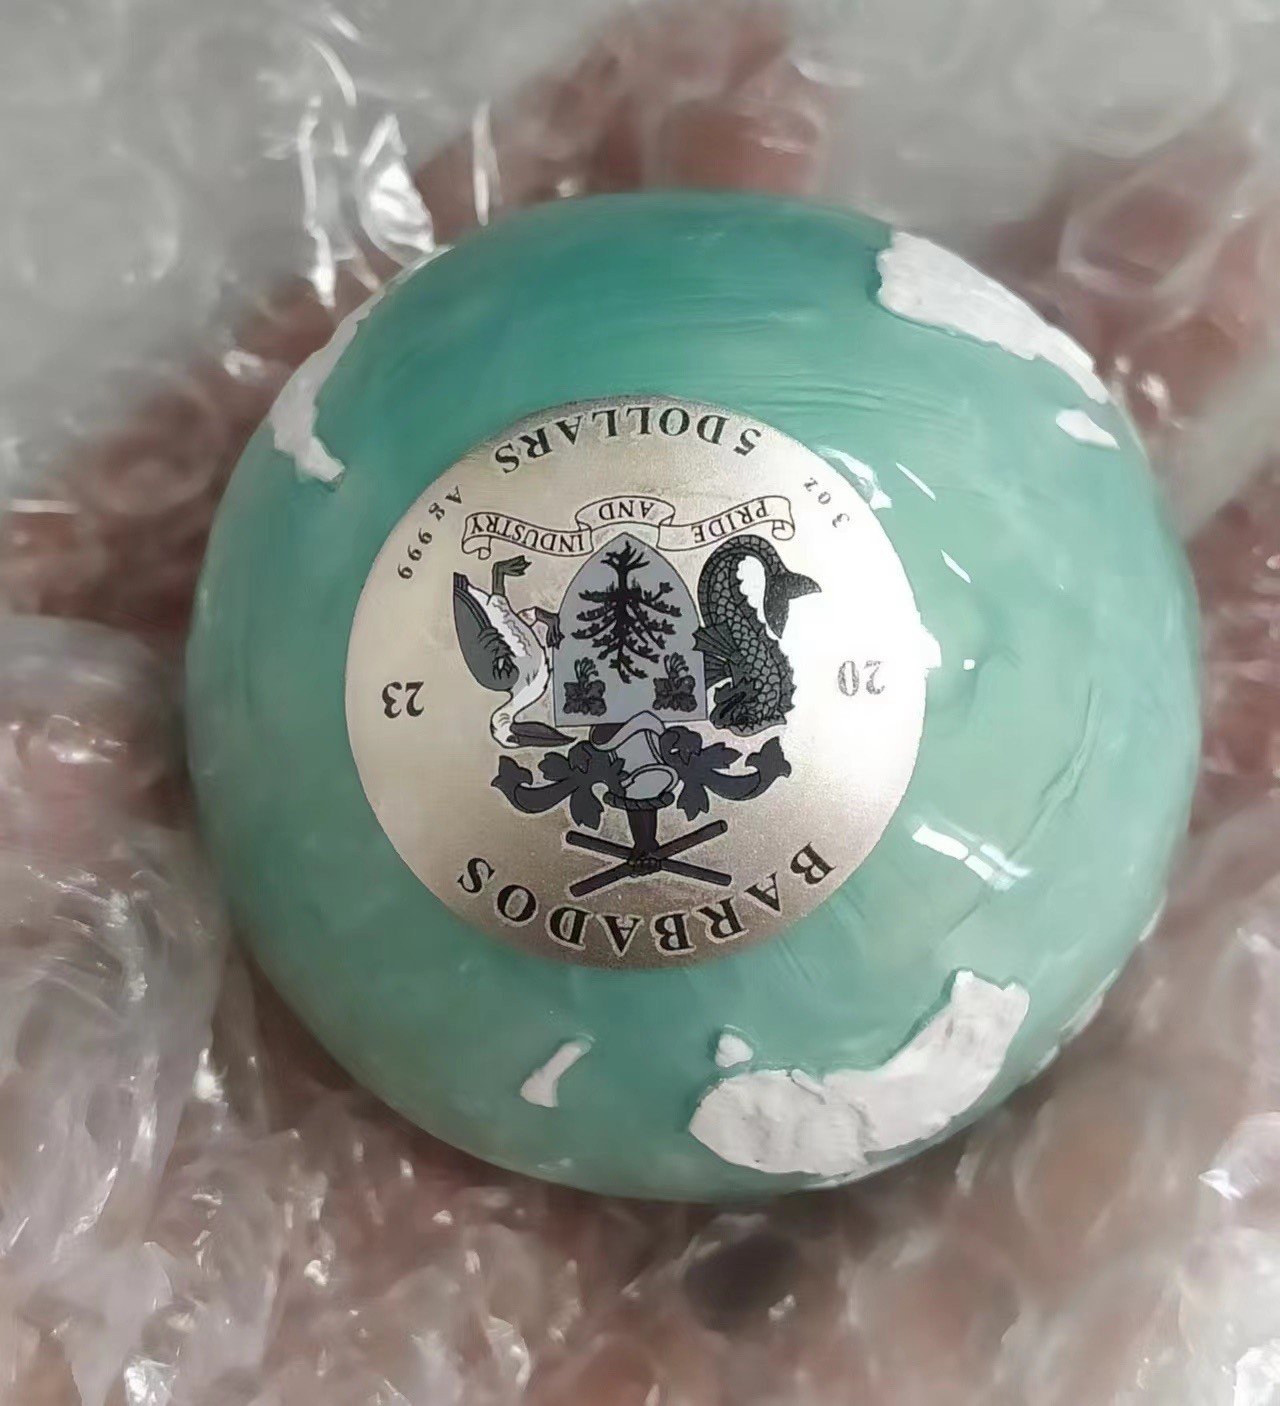 BARBADOS
20
23
PRIDE AND INDUSTRY
3 oz
Ag 999
5 DOLLARS